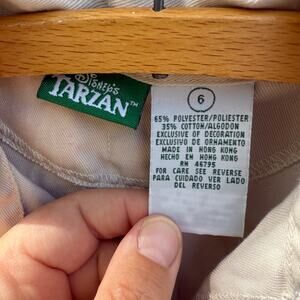 Disney's
TARZAN™
6
65% POLYESTER/POLIESTER
35% COTTON/ALGODON
EXCLUSIVE OF DECORATION
EXCLUSIVO DE ORNAMENTO
MADE IN HONG KONG
HECHO EN HONG KONG
RN 46795
FOR CARE SEE REVERSE
PARA CUIDADO VER LADO
DEL REVERSO